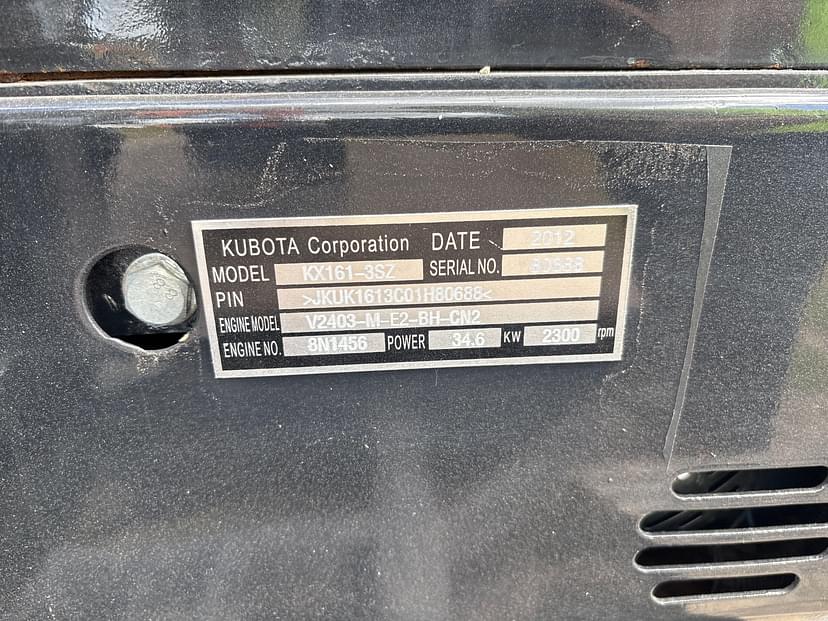 KUBOTA Corporation DATE 2012
MODEL KX161-3SZ SERIAL NO. 80688
PIN >JKUK1613C01H80688<
ENGINE MODEL V2403-M-E2-BH-CN2
ENGINE NO. 8N1456 POWER 34.6 KW 2300 rpm